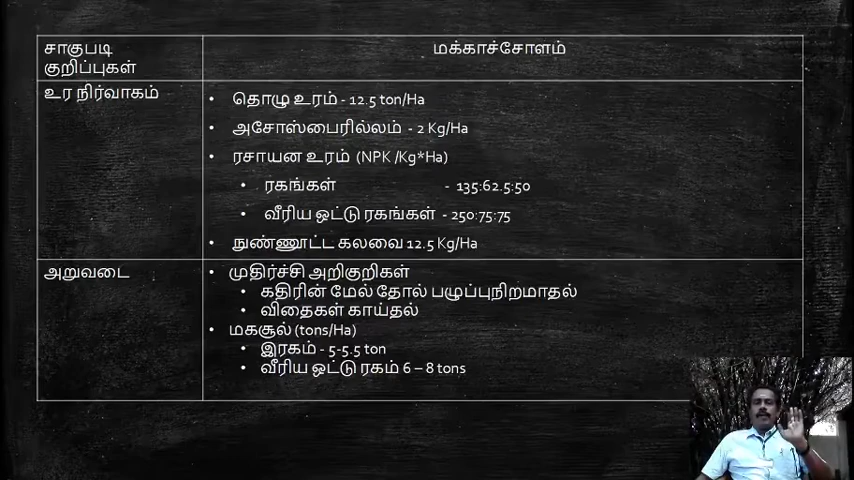 சாகுபடி
குறிப்புகள்
மக்காச்சோளம்
உர நிர்வாகம்
• தொழு உரம் - 12.5 ton/Ha
• அசோஸ்பைரில்லம் - 2 Kg/Ha
• ரசாயன உரம் (NPK /Kg*Ha)
• ரகங்கள் - 135:62.5:50
• வீரிய ஒட்டு ரகங்கள் - 250:75:75
• நுண்ணூட்ட கலவை 12.5 Kg/Ha
அறுவடை
• முதிர்ச்சி அறிகுறிகள்
• கதிரின் மேல் தோல் பழுப்புநிறமாதல்
• விதைகள் காய்தல்
• மகசூல் (tons/Ha)
• இரகம் - 5-5.5 ton
• வீரிய ஒட்டு ரகம் 6 – 8 tons